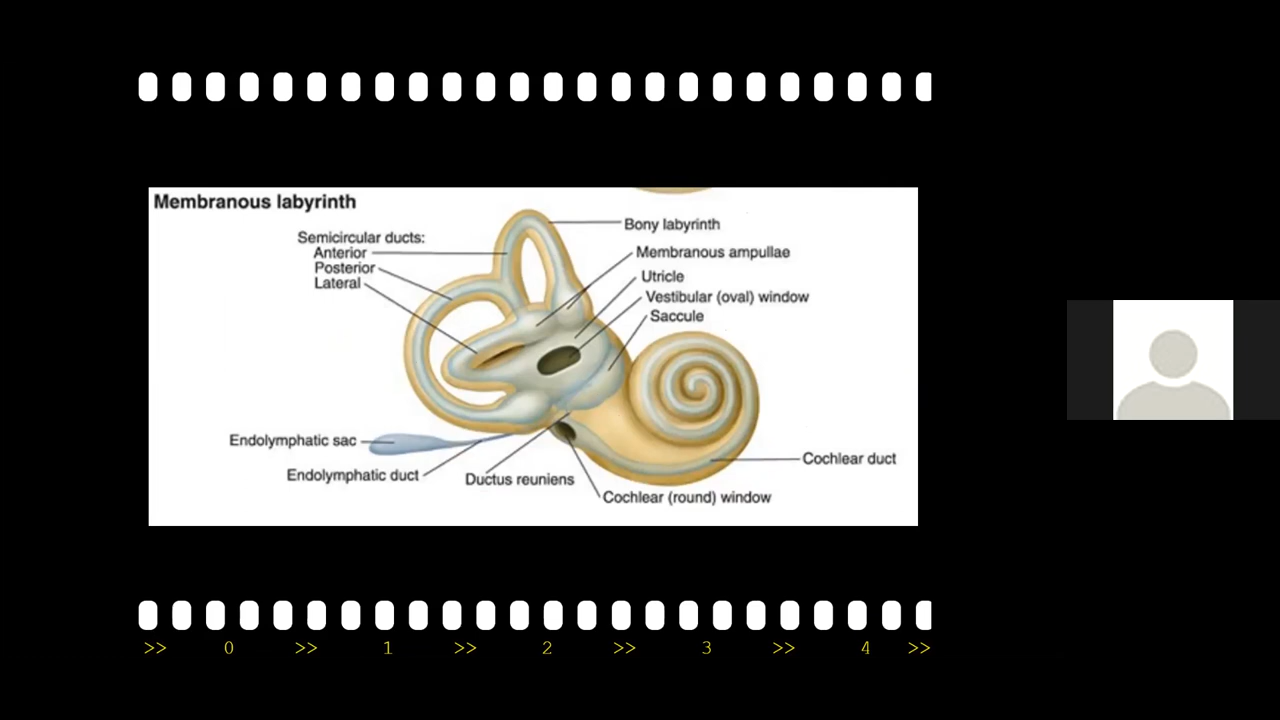 Membranous labyrinth
Semicircular ducts:
Anterior
Posterior
Lateral
Bony labyrinth
Membranous ampullae
Utricle
Vestibular (oval) window
Saccule
Endolymphatic sac
Endolymphatic duct
Ductus reuniens
Cochlear duct
Cochlear (round) window
>> 0 >> 1 >> 2 >> 3 >> 4 >>